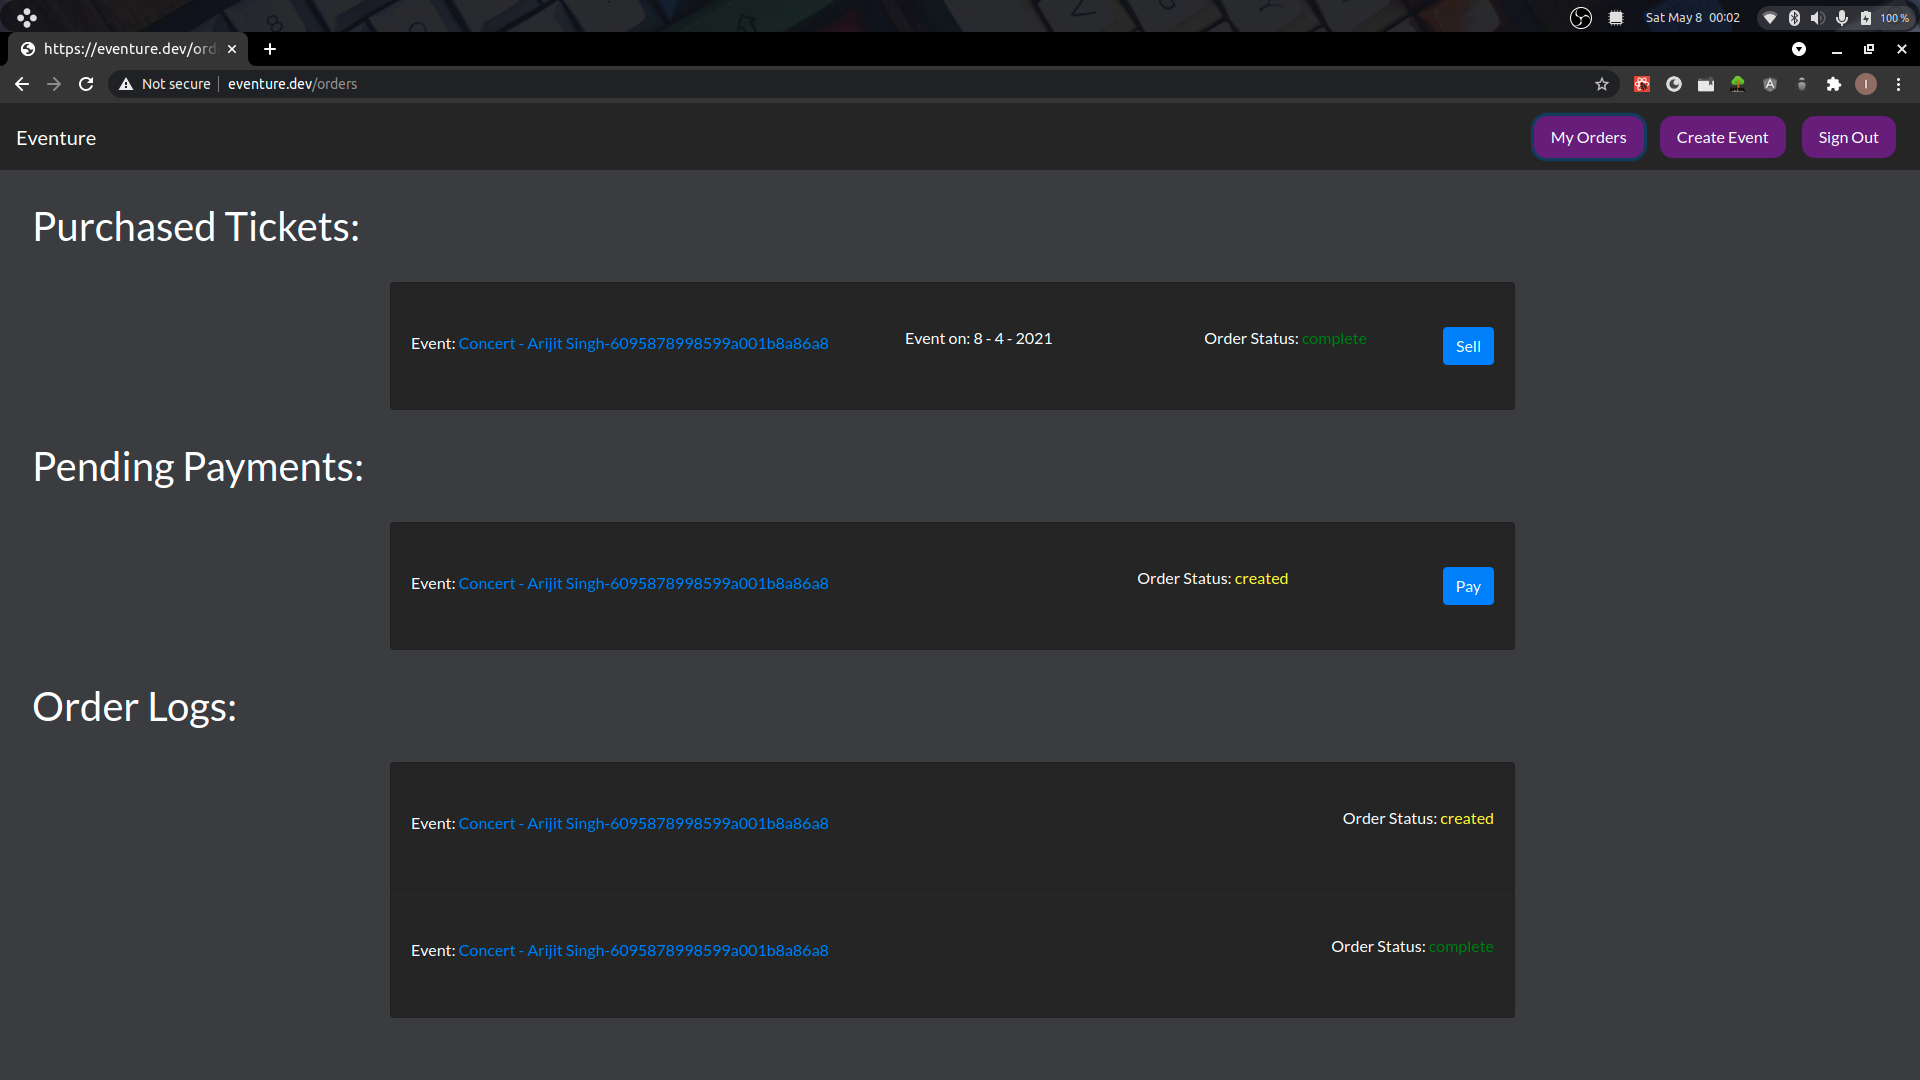 Sat May 8 00:02
100 %
https://eventure.dev/ord
Not secure eventure.dev/orders
Eventure
My Orders
Create Event
Sign Out
Purchased Tickets:
Event: Concert - Arijit Singh-6095878998599a001b8a86a8
Event on: 8 - 4 - 2021
Order Status: complete
Sell
Pending Payments:
Event: Concert - Arijit Singh-6095878998599a001b8a86a8
Order Status: created
Pay
Order Logs:
Event: Concert - Arijit Singh-6095878998599a001b8a86a8
Order Status: created
Event: Concert - Arijit Singh-6095878998599a001b8a86a8
Order Status: complete